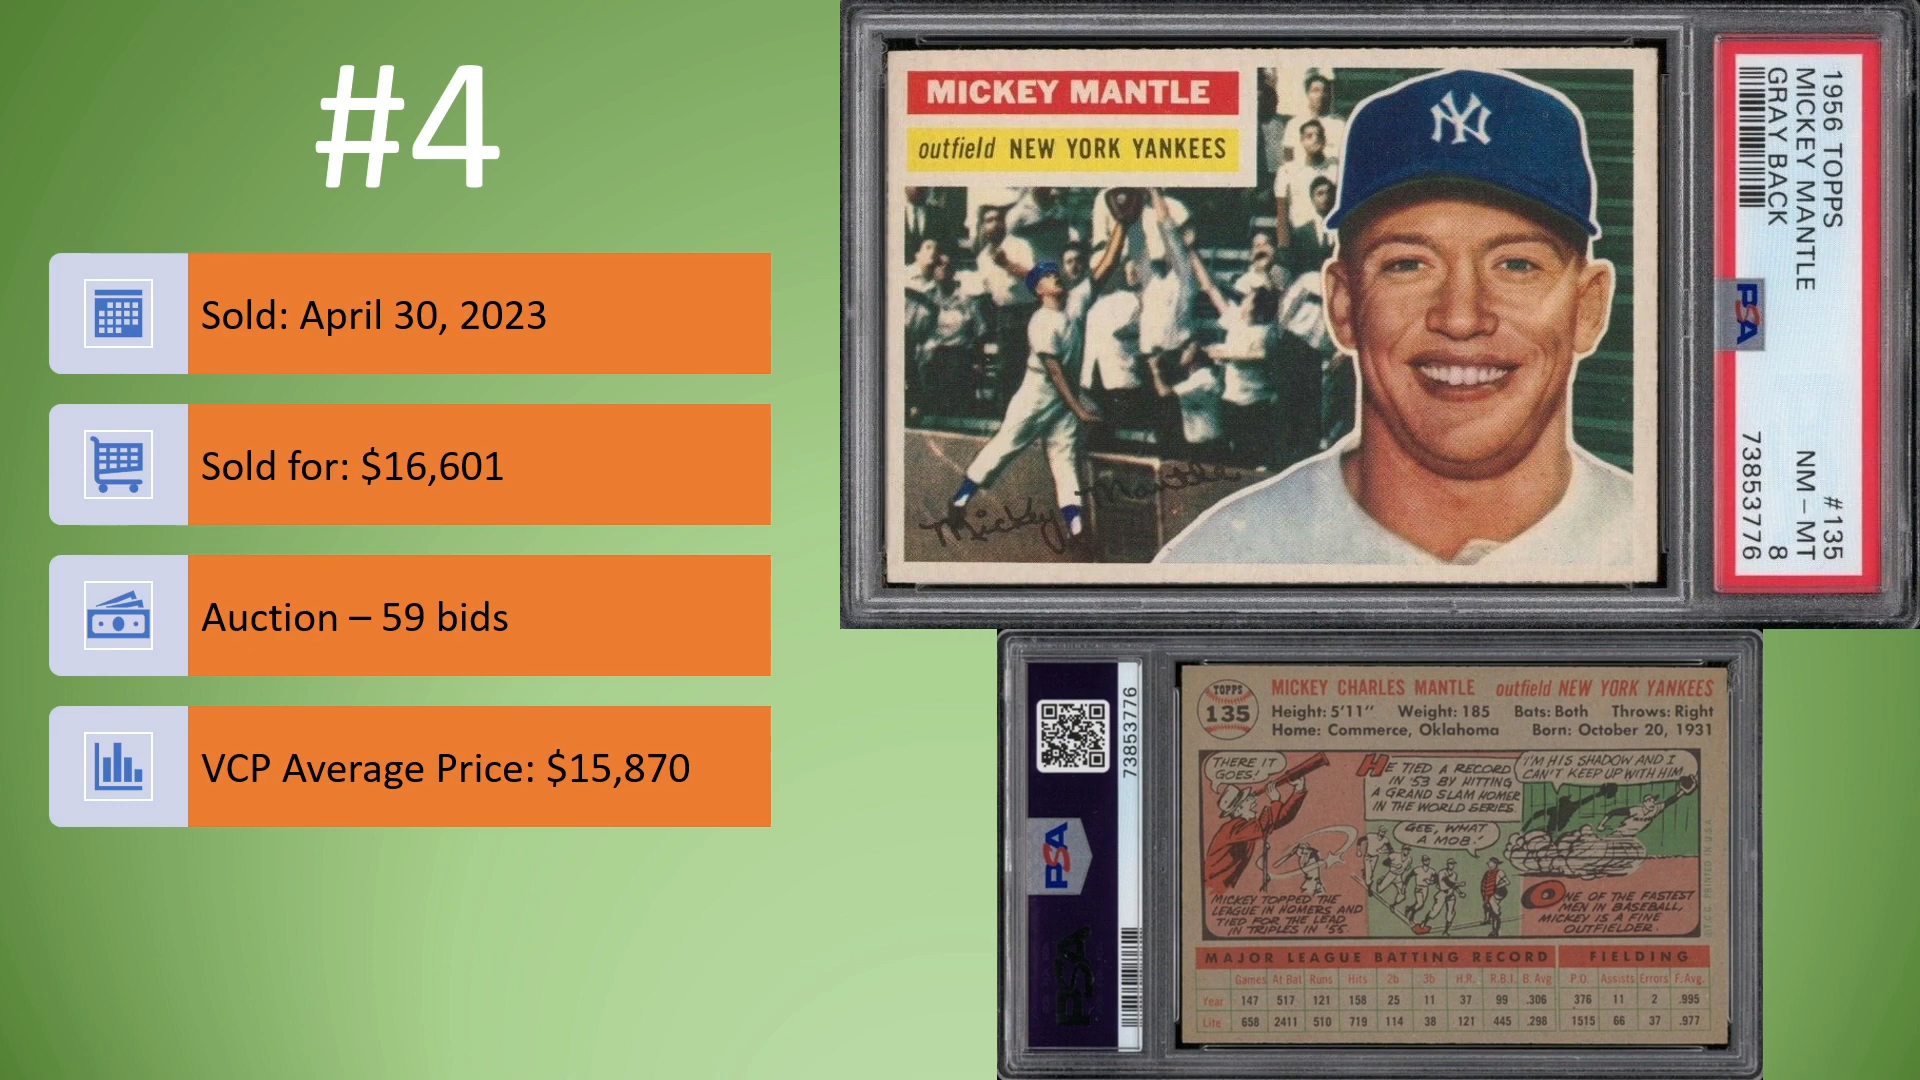 #4
Sold: April 30, 2023
Sold for: $16,601
Auction – 59 bids
VCP Average Price: $15,870
MICKEY MANTLE
outfield NEW YORK YANKEES
Mickey Mantle
1956 TOPPS #135
MICKEY MANTLE NM-MT
GRAY BACK 8
73853776
PSA
73853776
PSA
PSA
TOPPS
135
MICKEY CHARLES MANTLE outfield NEW YORK YANKEES
Height: 5'11" Weight: 185 Bats: Both Throws: Right
Home: Commerce, Oklahoma Born: October 20, 1931
THERE IT
GOES!
MICKEY TOPPED THE
LEAGUE IN HOMERS AND
TIED FOR THE LEAD
IN TRIPLES IN '55.
HE TIED A RECORD
IN '53 BY HITTING
A GRAND SLAM HOMER
IN THE WORLD SERIES.
GEE, WHAT
A MOB!
I'M HIS SHADOW AND I
CAN'T KEEP UP WITH HIM
ONE OF THE FASTEST
MEN IN BASEBALL,
MICKEY IS A FINE
OUTFIELDER.
MAJOR LEAGUE BATTING RECORD FIELDING
Games At Bat Runs Hits 2b 3b H.R. R.B.I. B. Avg P.O. Assists Errors F. Avg.
Year 147 517 121 158 25 11 37 99 .306 376 11 2 .995
Life 658 2411 510 719 114 38 121 445 .298 1515 66 37 .977